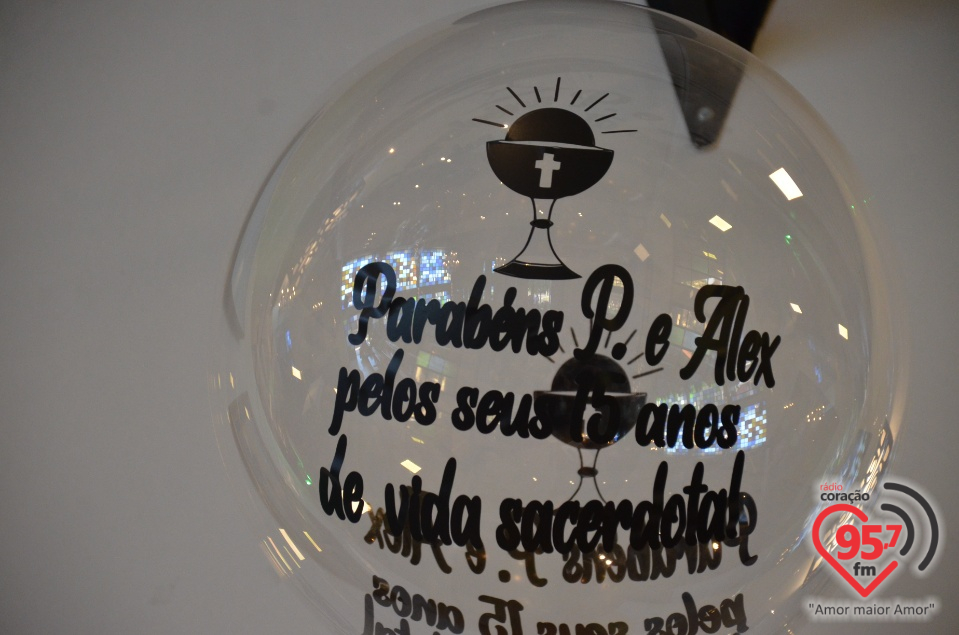 Parabéns P. e Alex
pelos seus 15 anos
de vida sacerdotal
rádio
coração
95.7
fm
"Amor maior Amor"